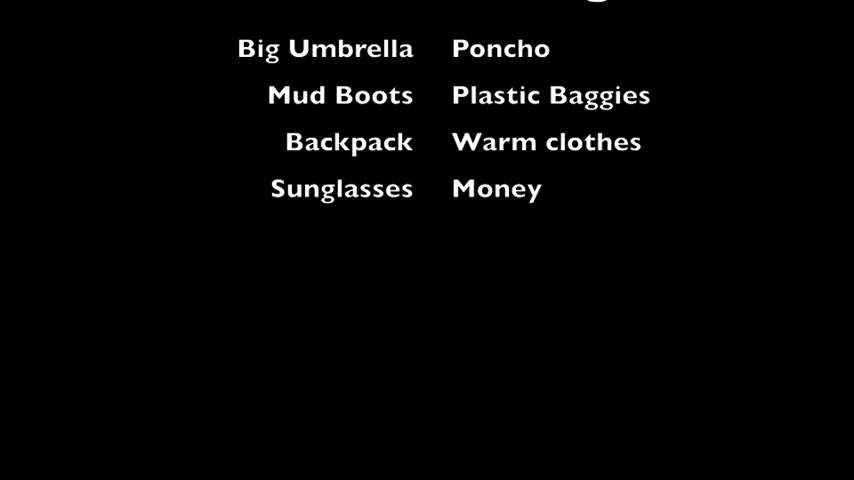 Big Umbrella Poncho
Mud Boots Plastic Baggies
Backpack Warm clothes
Sunglasses Money